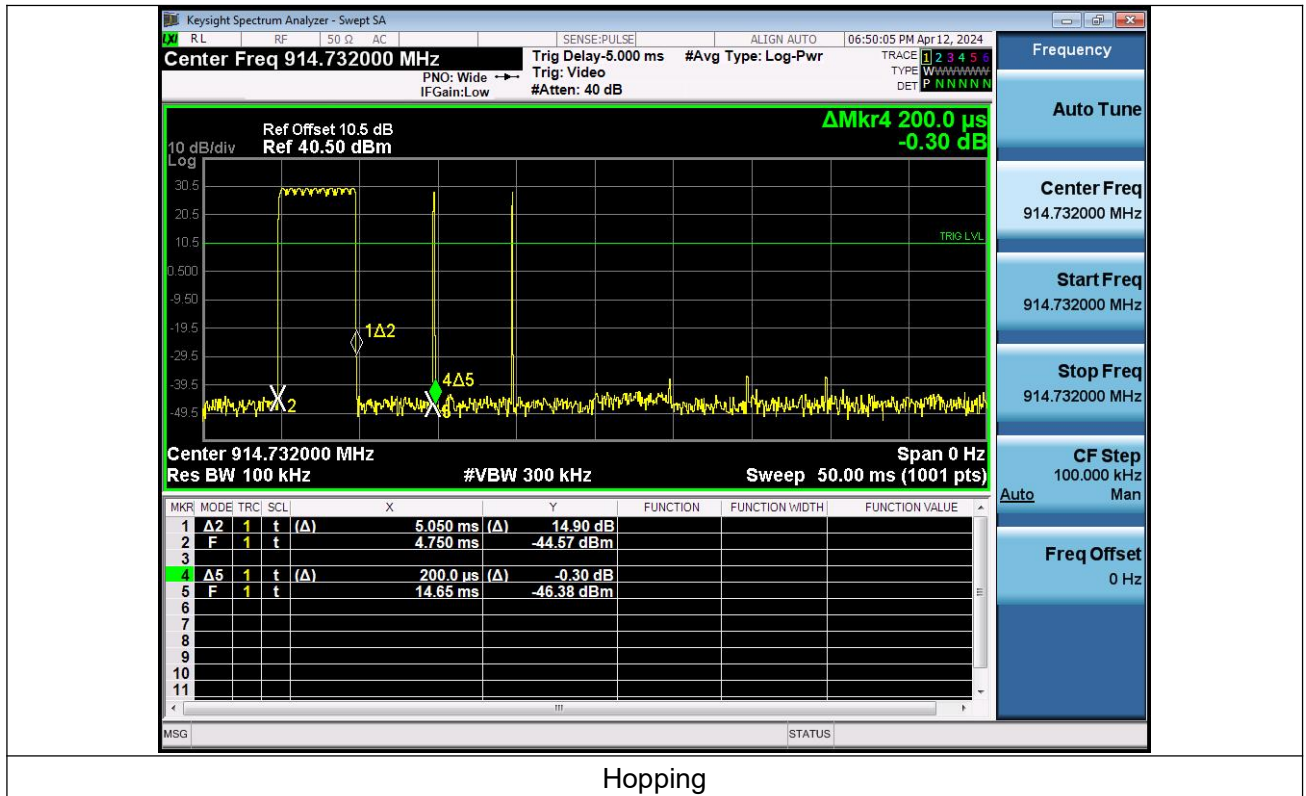 Keysight Spectrum Analyzer - Swept SA
LXI RL RF 50 Ω AC SENSE:PULSE ALIGN AUTO 06:50:05 PM Apr 12, 2024
Center Freq 914.732000 MHz
PNO: Wide
IFGain:Low
Trig Delay-5.000 ms
Trig: Video
#Atten: 40 dB
#Avg Type: Log-Pwr
TRACE 1 2 3 4 5 6
TYPE WWWWWW
DET P N N N N N
ΔMkr4 200.0 µs
-0.30 dB
Ref Offset 10.5 dB
10 dB/div Ref 40.50 dBm
Log
30.5
20.5
10.5
TRIG LVL
0.500
-9.50
-19.5
1Δ2
-29.5
-39.5
4Δ5
-49.5
2
Center 914.732000 MHz Span 0 Hz
Res BW 100 kHz #VBW 300 kHz Sweep 50.00 ms (1001 pts)
MKR MODE TRC SCL X Y FUNCTION FUNCTION WIDTH FUNCTION VALUE
1 Δ2 1 t (Δ) 5.050 ms (Δ) 14.90 dB
2 F 1 t 4.750 ms -44.57 dBm
3
4 Δ5 1 t (Δ) 200.0 µs (Δ) -0.30 dB
5 F 1 t 14.65 ms -46.38 dBm
6
7
8
9
10
11
MSG STATUS
Frequency
Auto Tune
Center Freq
914.732000 MHz
Start Freq
914.732000 MHz
Stop Freq
914.732000 MHz
CF Step
100.000 kHz
Auto Man
Freq Offset
0 Hz
Hopping